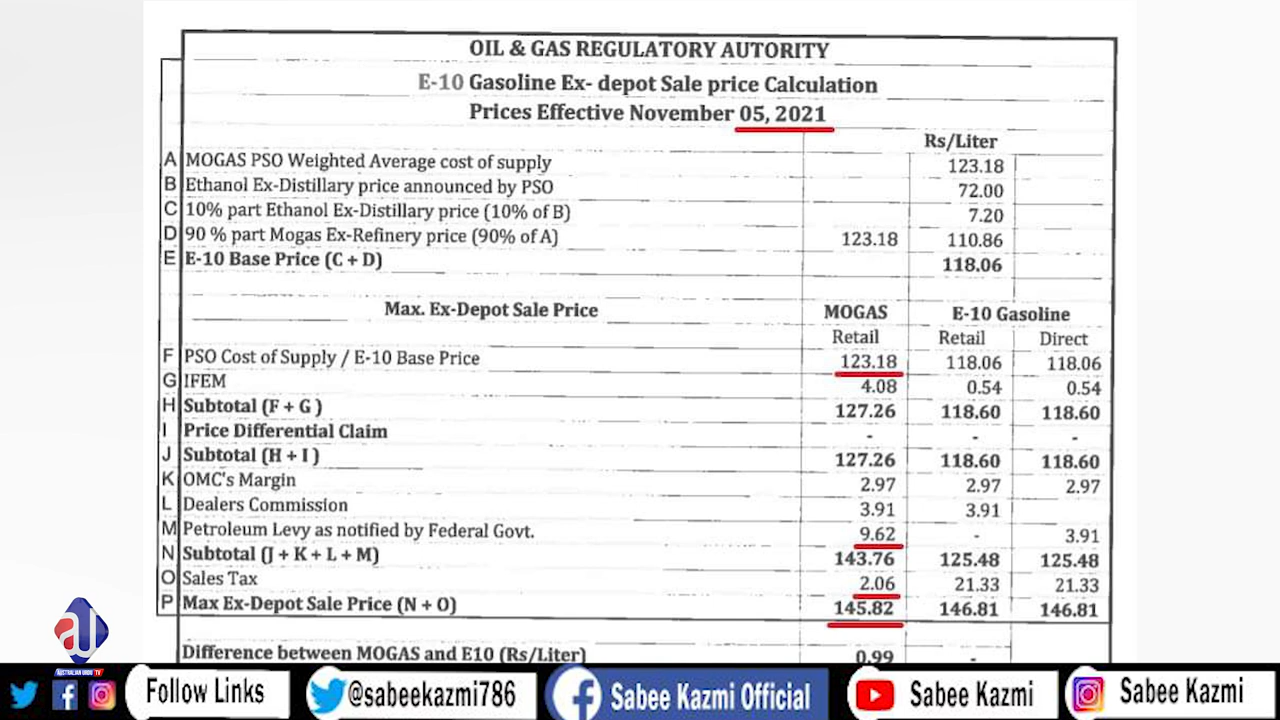 OIL & GAS REGULATORY AUTORITY
E-10 Gasoline Ex- depot Sale price Calculation
Prices Effective November 05, 2021
Rs/Liter
A MOGAS PSO Weighted Average cost of supply 123.18
B Ethanol Ex-Distillary price announced by PSO 72.00
C 10% part Ethanol Ex-Distillary price (10% of B) 7.20
D 90 % part Mogas Ex-Refinery price (90% of A) 123.18 110.86
E E-10 Base Price (C + D) 118.06
Max. Ex-Depot Sale Price MOGAS E-10 Gasoline
Retail Retail Direct
F PSO Cost of Supply / E-10 Base Price 123.18 118.06 118.06
G IFEM 4.08 0.54 0.54
H Subtotal (F + G ) 127.26 118.60 118.60
I Price Differential Claim - - -
J Subtotal (H + I ) 127.26 118.60 118.60
K OMC's Margin 2.97 2.97 2.97
L Dealers Commission 3.91 3.91
M Petroleum Levy as notified by Federal Govt. 9.62 - 3.91
N Subtotal (J + K + L + M) 143.76 125.48 125.48
O Sales Tax 2.06 21.33 21.33
P Max Ex-Depot Sale Price (N + O) 145.82 146.81 146.81
Difference between MOGAS and E10 (Rs/Liter) 0.99 -
AUSTRALIAN URDU TV
Follow Links @sabeekazmi786 Sabee Kazmi Official Sabee Kazmi Sabee Kazmi